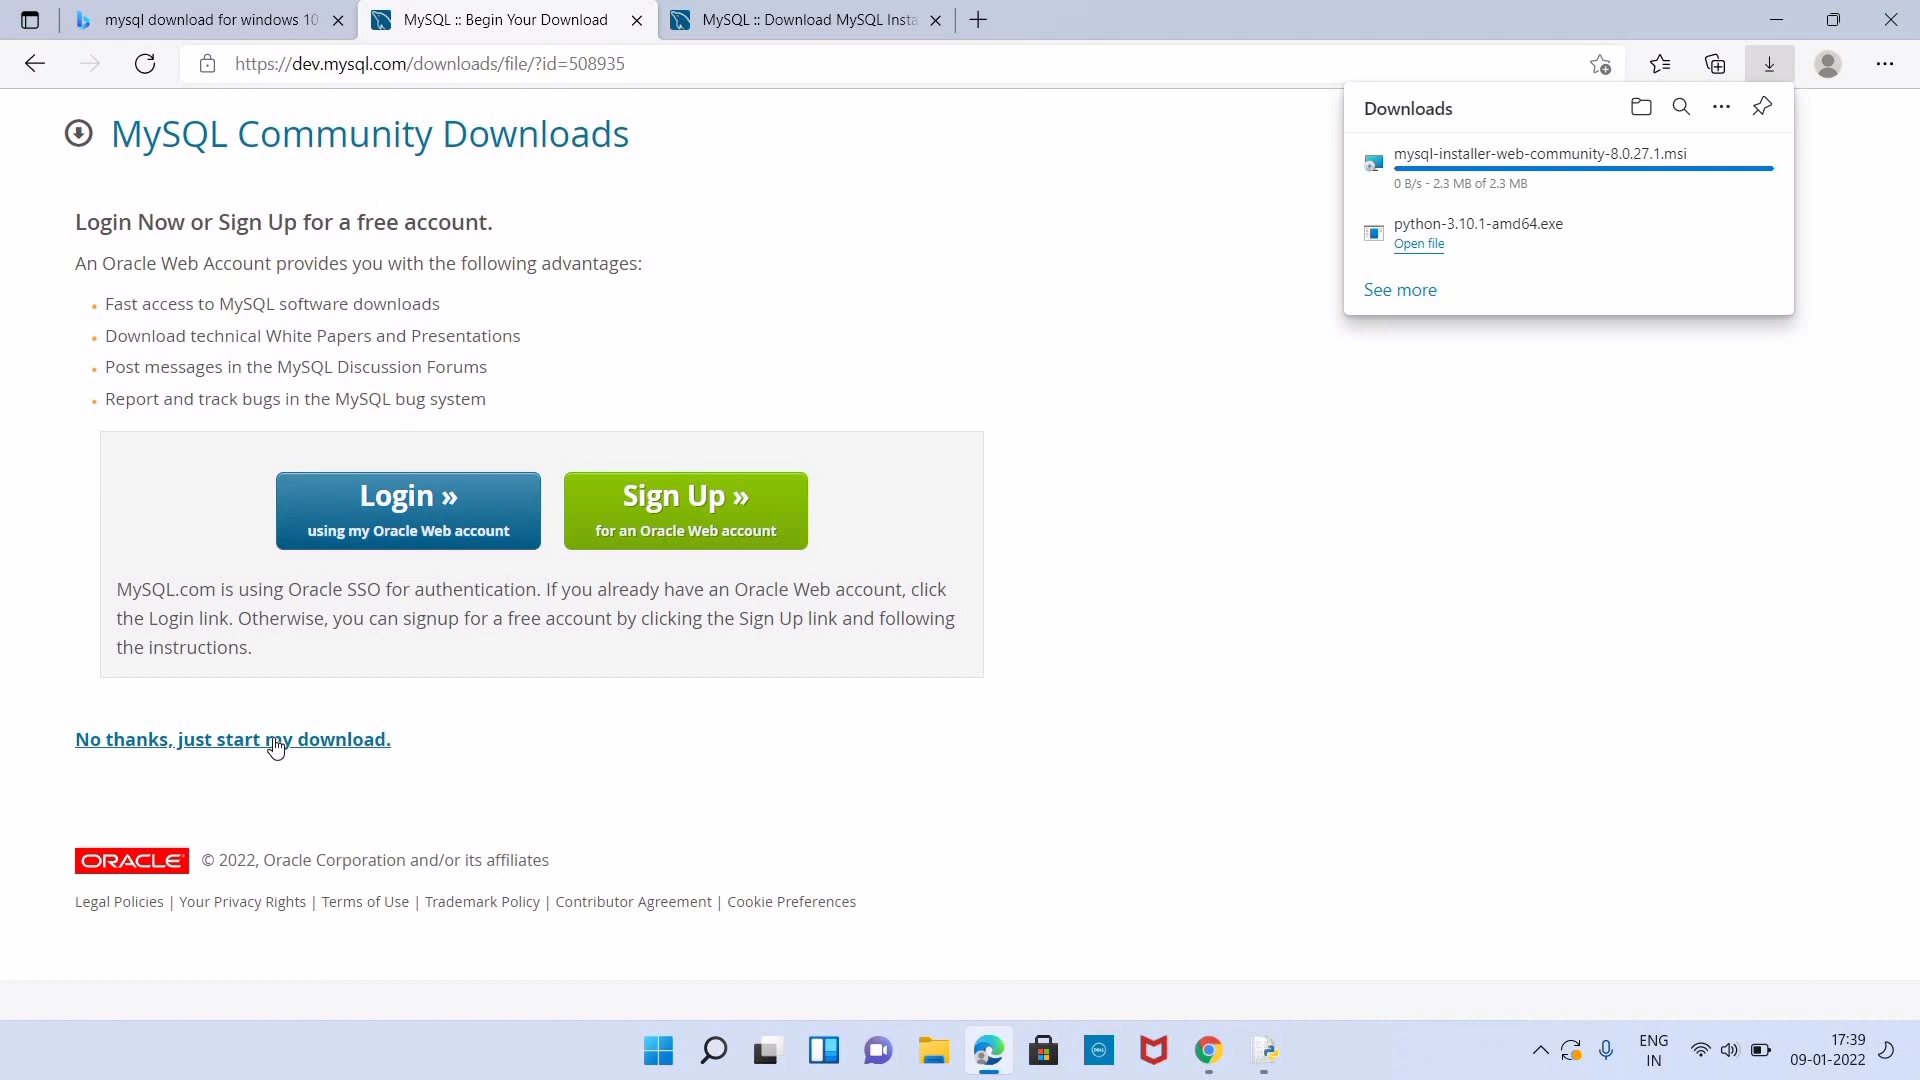 mysql download for windows 10
MySQL :: Begin Your Download
MySQL :: Download MySQL Insta
https://dev.mysql.com/downloads/file/?id=508935
MySQL Community Downloads
Login Now or Sign Up for a free account.
An Oracle Web Account provides you with the following advantages:
Fast access to MySQL software downloads
Download technical White Papers and Presentations
Post messages in the MySQL Discussion Forums
Report and track bugs in the MySQL bug system
Login »
using my Oracle Web account
Sign Up »
for an Oracle Web account
MySQL.com is using Oracle SSO for authentication. If you already have an Oracle Web account, click
the Login link. Otherwise, you can signup for a free account by clicking the Sign Up link and following
the instructions.
No thanks, just start my download.
ORACLE
© 2022, Oracle Corporation and/or its affiliates
Legal Policies | Your Privacy Rights | Terms of Use | Trademark Policy | Contributor Agreement | Cookie Preferences
Downloads
mysql-installer-web-community-8.0.27.1.msi
0 B/s - 2.3 MB of 2.3 MB
python-3.10.1-amd64.exe
Open file
See more
DELL
ENG
IN
17:39
09-01-2022